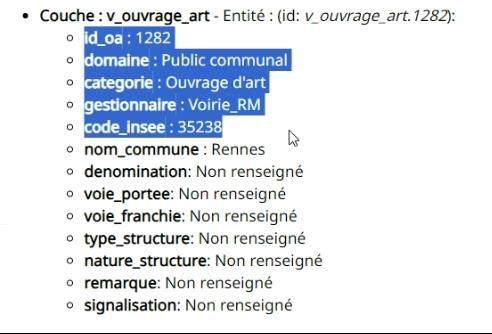 Couche : v_ouvrage_art - Entité : (id: v_ouvrage_art.1282):
id_oa : 1282
domaine : Public communal
categorie : Ouvrage d'art
gestionnaire : Voirie_RM
code_insee : 35238
nom_commune : Rennes
denomination: Non renseigné
voie_portee: Non renseigné
voie_franchie: Non renseigné
type_structure: Non renseigné
nature_structure: Non renseigné
remarque: Non renseigné
signalisation: Non renseigné